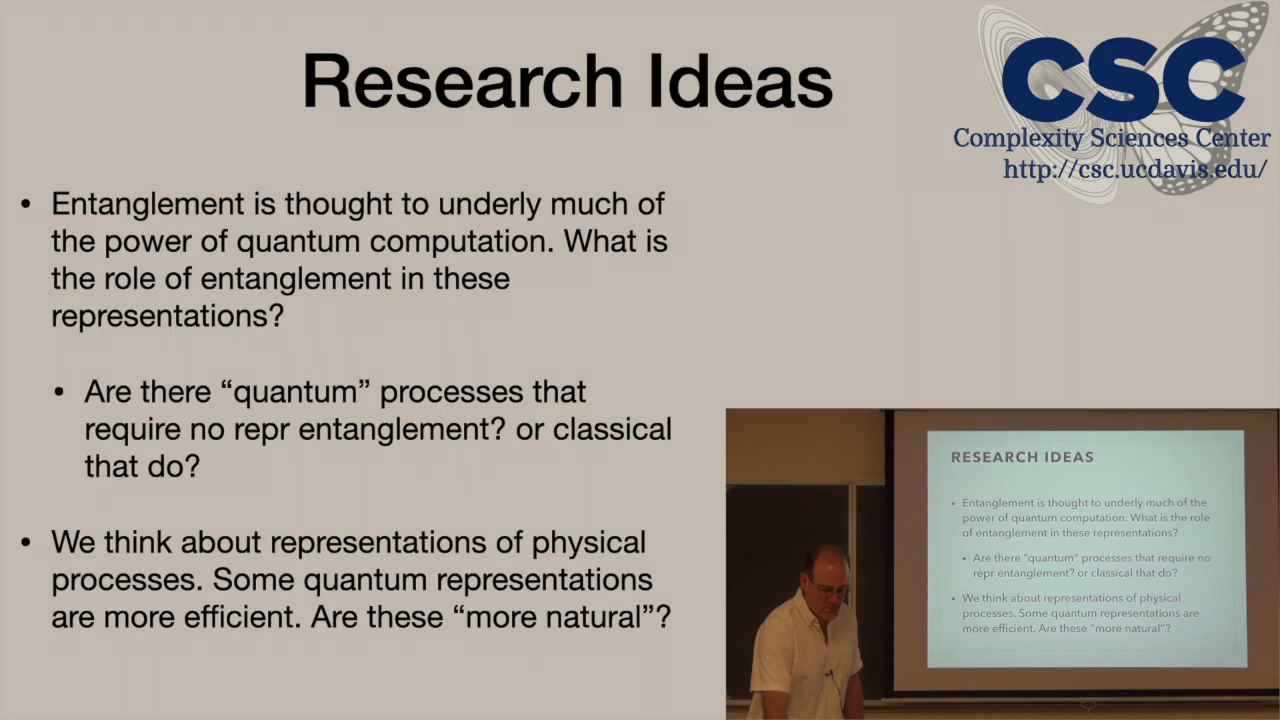 Research Ideas
CSC
Complexity Sciences Center
http://csc.ucdavis.edu/
• Entanglement is thought to underly much of
the power of quantum computation. What is
the role of entanglement in these
representations?
• Are there “quantum” processes that
require no repr entanglement? or classical
that do?
• We think about representations of physical
processes. Some quantum representations
are more efficient. Are these “more natural”?
RESEARCH IDEAS
• Entanglement is thought to underly much of the
power of quantum computation. What is the role
of entanglement in these representations?
• Are there “quantum” processes that require no
repr entanglement? or classical that do?
• We think about representations of physical
processes. Some quantum representations are
more efficient. Are these “more natural”?